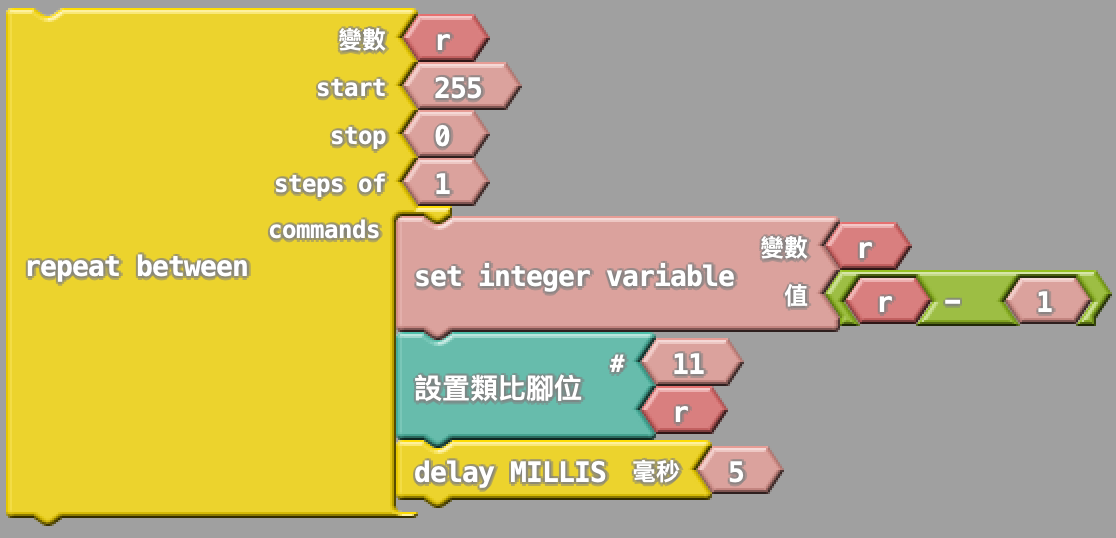 變數 r
start 255
stop 0
steps of 1
commands
repeat between
set integer variable
變數 r
值 r - 1
設置類比腳位
# 11
r
delay MILLIS 毫秒 5